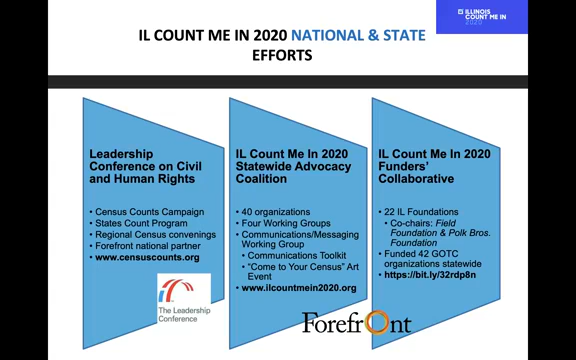 IL COUNT ME IN 2020 NATIONAL & STATE
EFFORTS
ILLINOIS
COUNT ME IN
2020
Leadership
Conference on Civil
and Human Rights
• Census Counts Campaign
• States Count Program
• Regional Census convenings
• Forefront national partner
• www.censuscounts.org
The Leadership
Conference
IL Count Me In 2020
Statewide Advocacy
Coalition
• 40 organizations
• Four Working Groups
• Communications/Messaging
Working Group
• Communications Toolkit
• “Come to Your Census” Art
Event
• www.ilcountmein2020.org
IL Count Me In 2020
Funders’
Collaborative
• 22 IL Foundations
• Co-chairs: Field
Foundation & Polk Bros.
Foundation
• Funded 42 GOTC
organizations statewide
• https://bit.ly/32rdp8n
Forefront